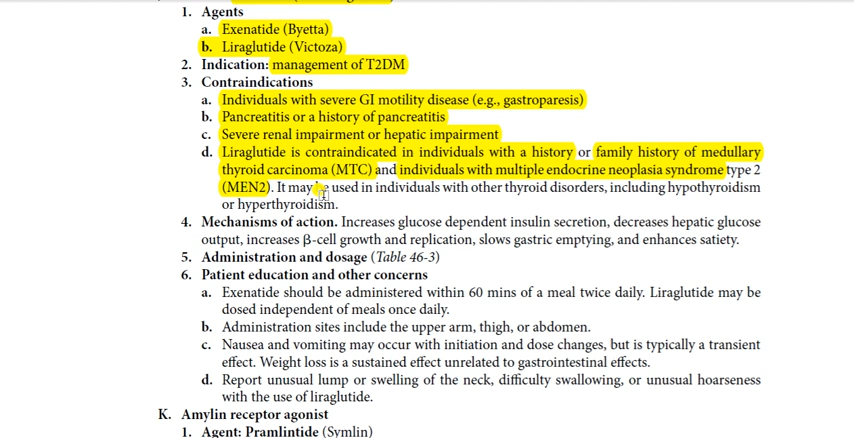 1. Agents
a. Exenatide (Byetta)
b. Liraglutide (Victoza)
2. Indication: management of T2DM
3. Contraindications
a. Individuals with severe GI motility disease (e.g., gastroparesis)
b. Pancreatitis or a history of pancreatitis
c. Severe renal impairment or hepatic impairment
d. Liraglutide is contraindicated in individuals with a history or family history of medullary
thyroid carcinoma (MTC) and individuals with multiple endocrine neoplasia syndrome type 2
(MEN2). It may be used in individuals with other thyroid disorders, including hypothyroidism
or hyperthyroidism.
4. Mechanisms of action. Increases glucose dependent insulin secretion, decreases hepatic glucose
output, increases β-cell growth and replication, slows gastric emptying, and enhances satiety.
5. Administration and dosage (Table 46-3)
6. Patient education and other concerns
a. Exenatide should be administered within 60 mins of a meal twice daily. Liraglutide may be
dosed independent of meals once daily.
b. Administration sites include the upper arm, thigh, or abdomen.
c. Nausea and vomiting may occur with initiation and dose changes, but is typically a transient
effect. Weight loss is a sustained effect unrelated to gastrointestinal effects.
d. Report unusual lump or swelling of the neck, difficulty swallowing, or unusual hoarseness
with the use of liraglutide.
K. Amylin receptor agonist
1. Agent: Pramlintide (Symlin)